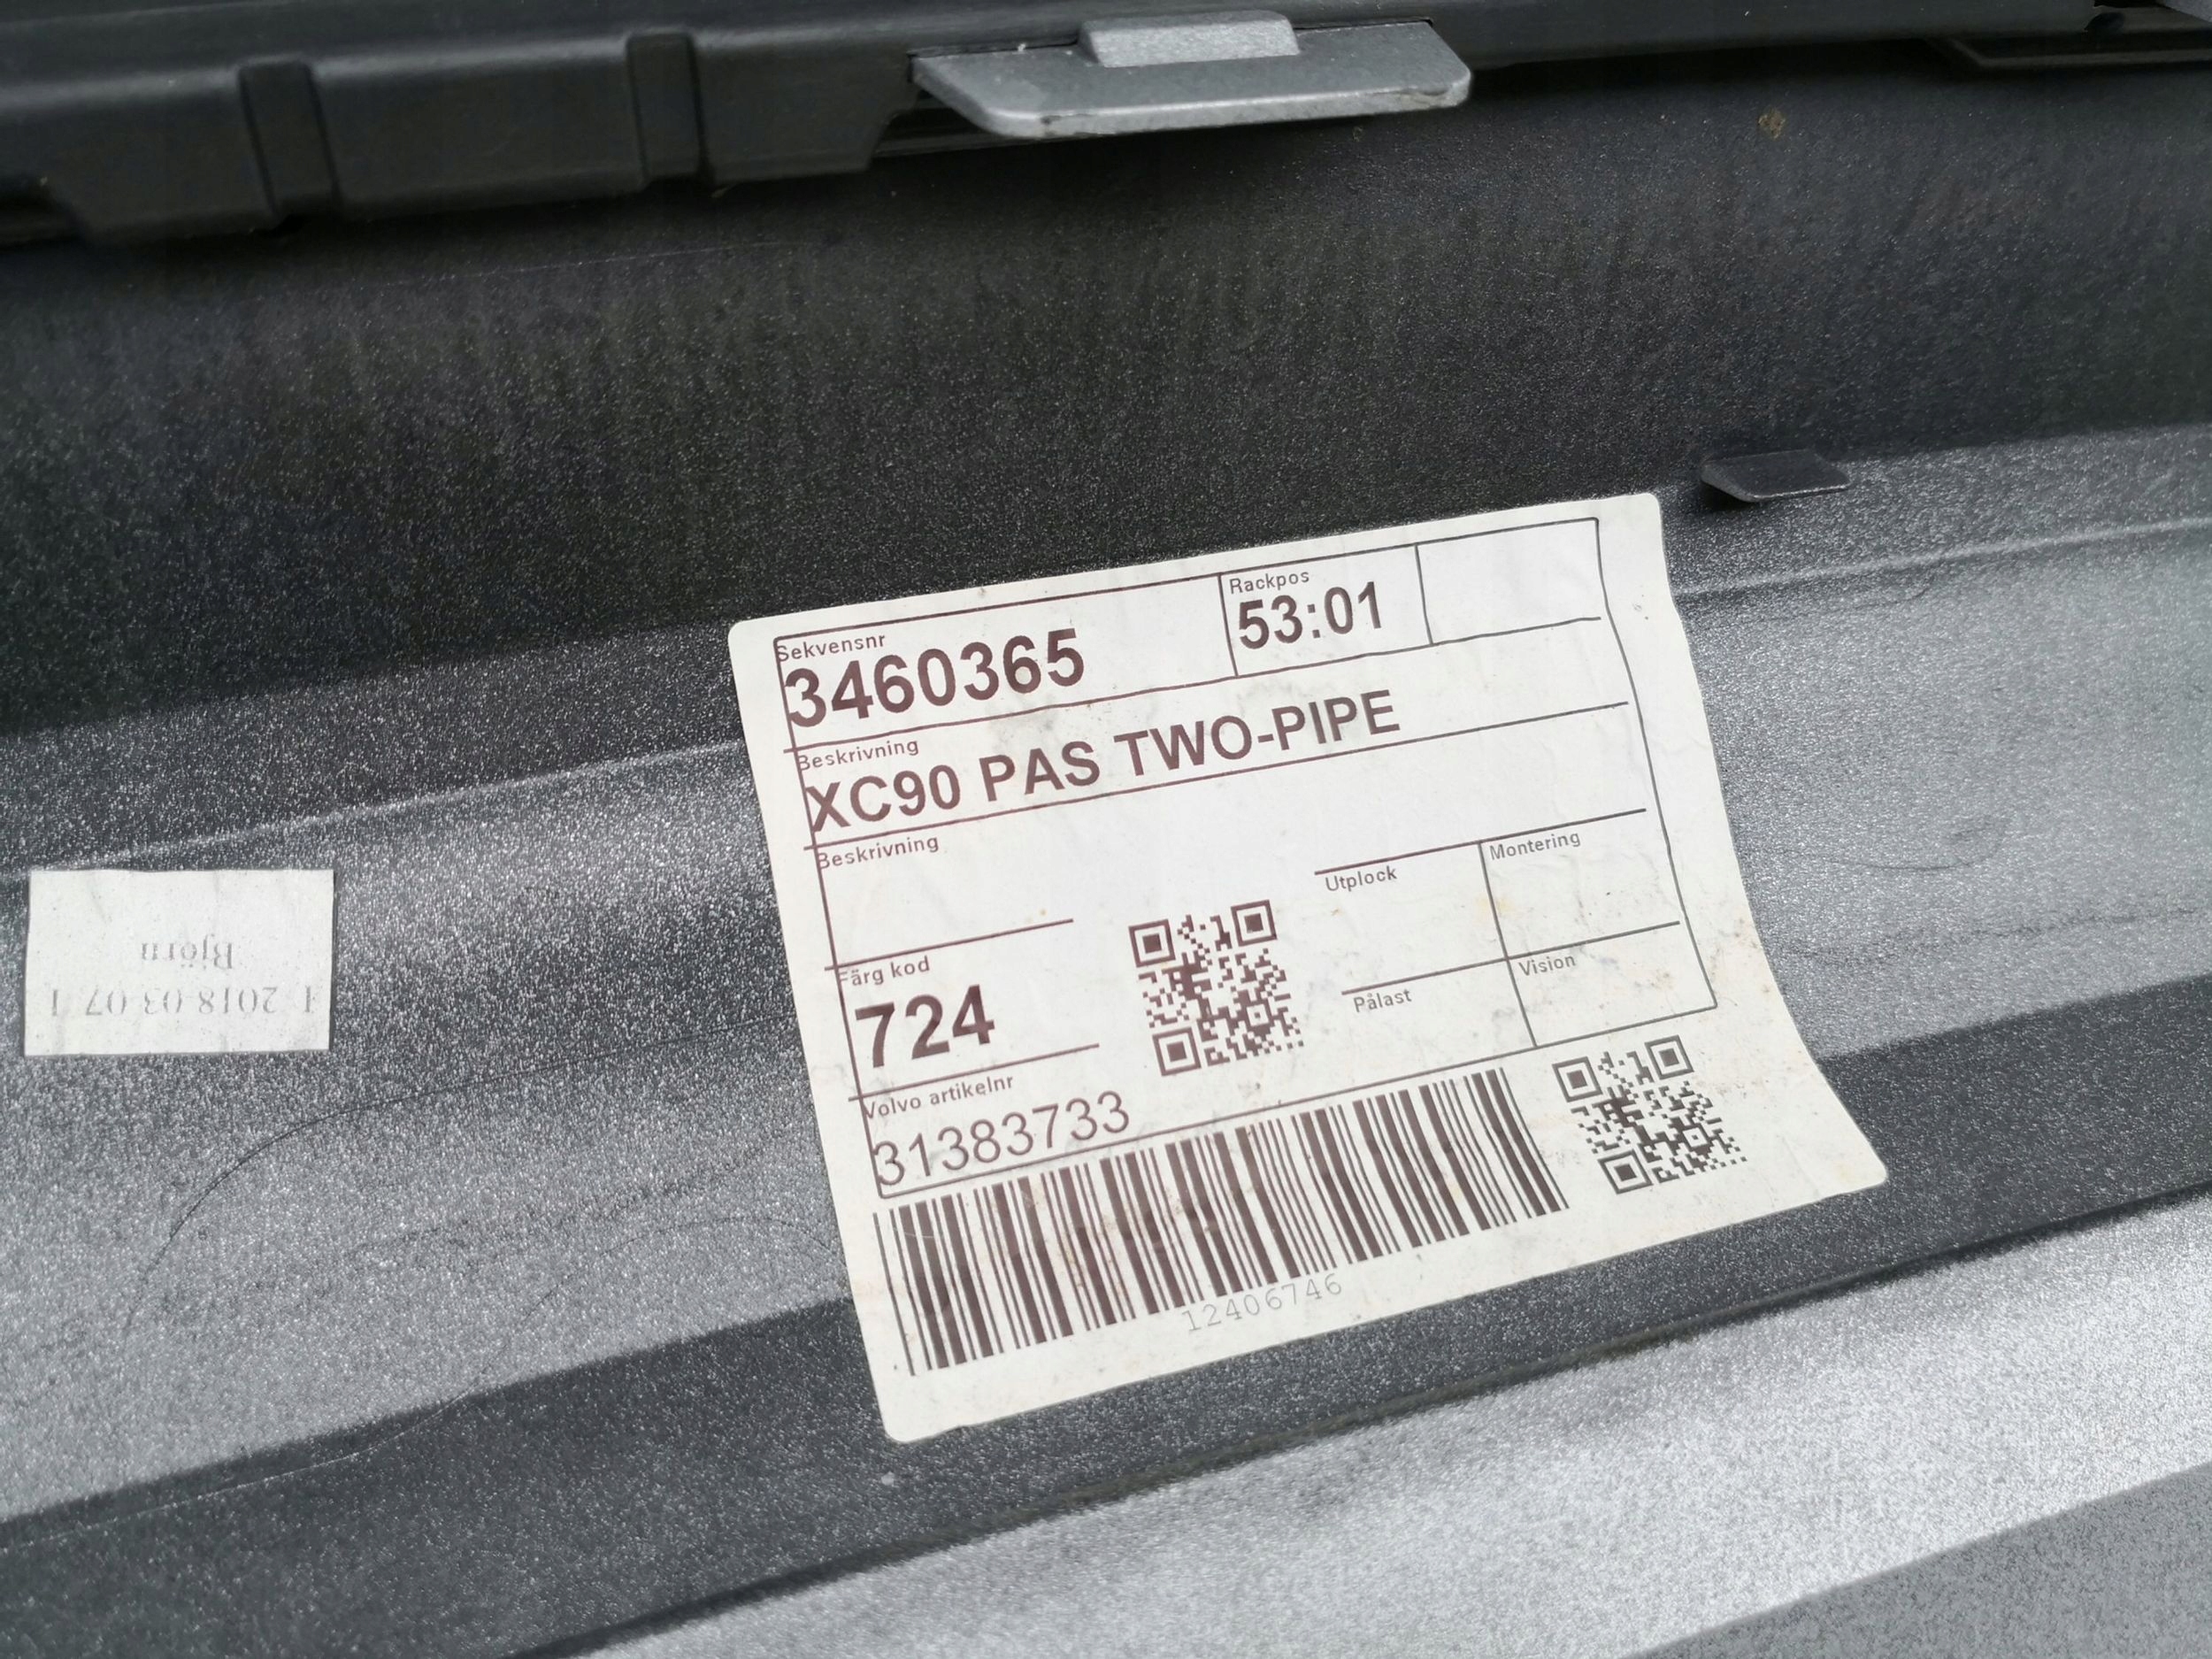 Sekvensnr
3460365
Rackpos
53:01
Beskrivning
XC90 PAS TWO-PIPE
Beskrivning
Utplock
Montering
Färg kod
724
Pålast
Vision
Volvo artikelnr
31383733
12406746
1 2018-03-07 1
Björn